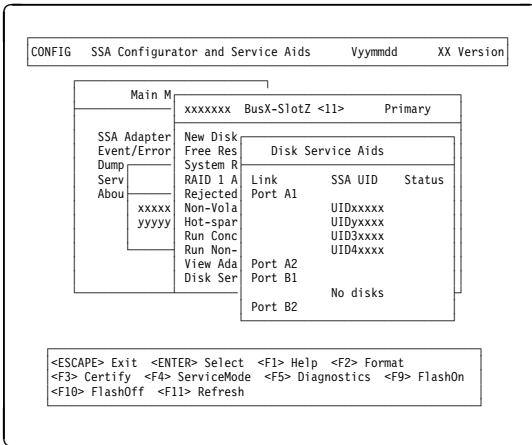 CONFIG SSA Configurator and Service Aids Vyymmdd XX Version
Main M
xxxxxxx BusX-SlotZ <11> Primary
SSA Adapter
Event/Error
Dump
Serv
Abou
xxxxx
yyyyy
New Disk
Free Res
System R
RAID 1 A
Rejected
Non-Vola
Hot-spar
Run Conc
Run Non-
View Ada
Disk Ser
Disk Service Aids
Link SSA UID Status
Port A1
UIDxxxxx
UIDyxxxx
UID3xxxx
UID4xxxx
Port A2
Port B1
No disks
Port B2
<ESCAPE> Exit <ENTER> Select <F1> Help <F2> Format
<F3> Certify <F4> ServiceMode <F5> Diagnostics <F9> FlashOn
<F10> FlashOff <F11> Refresh